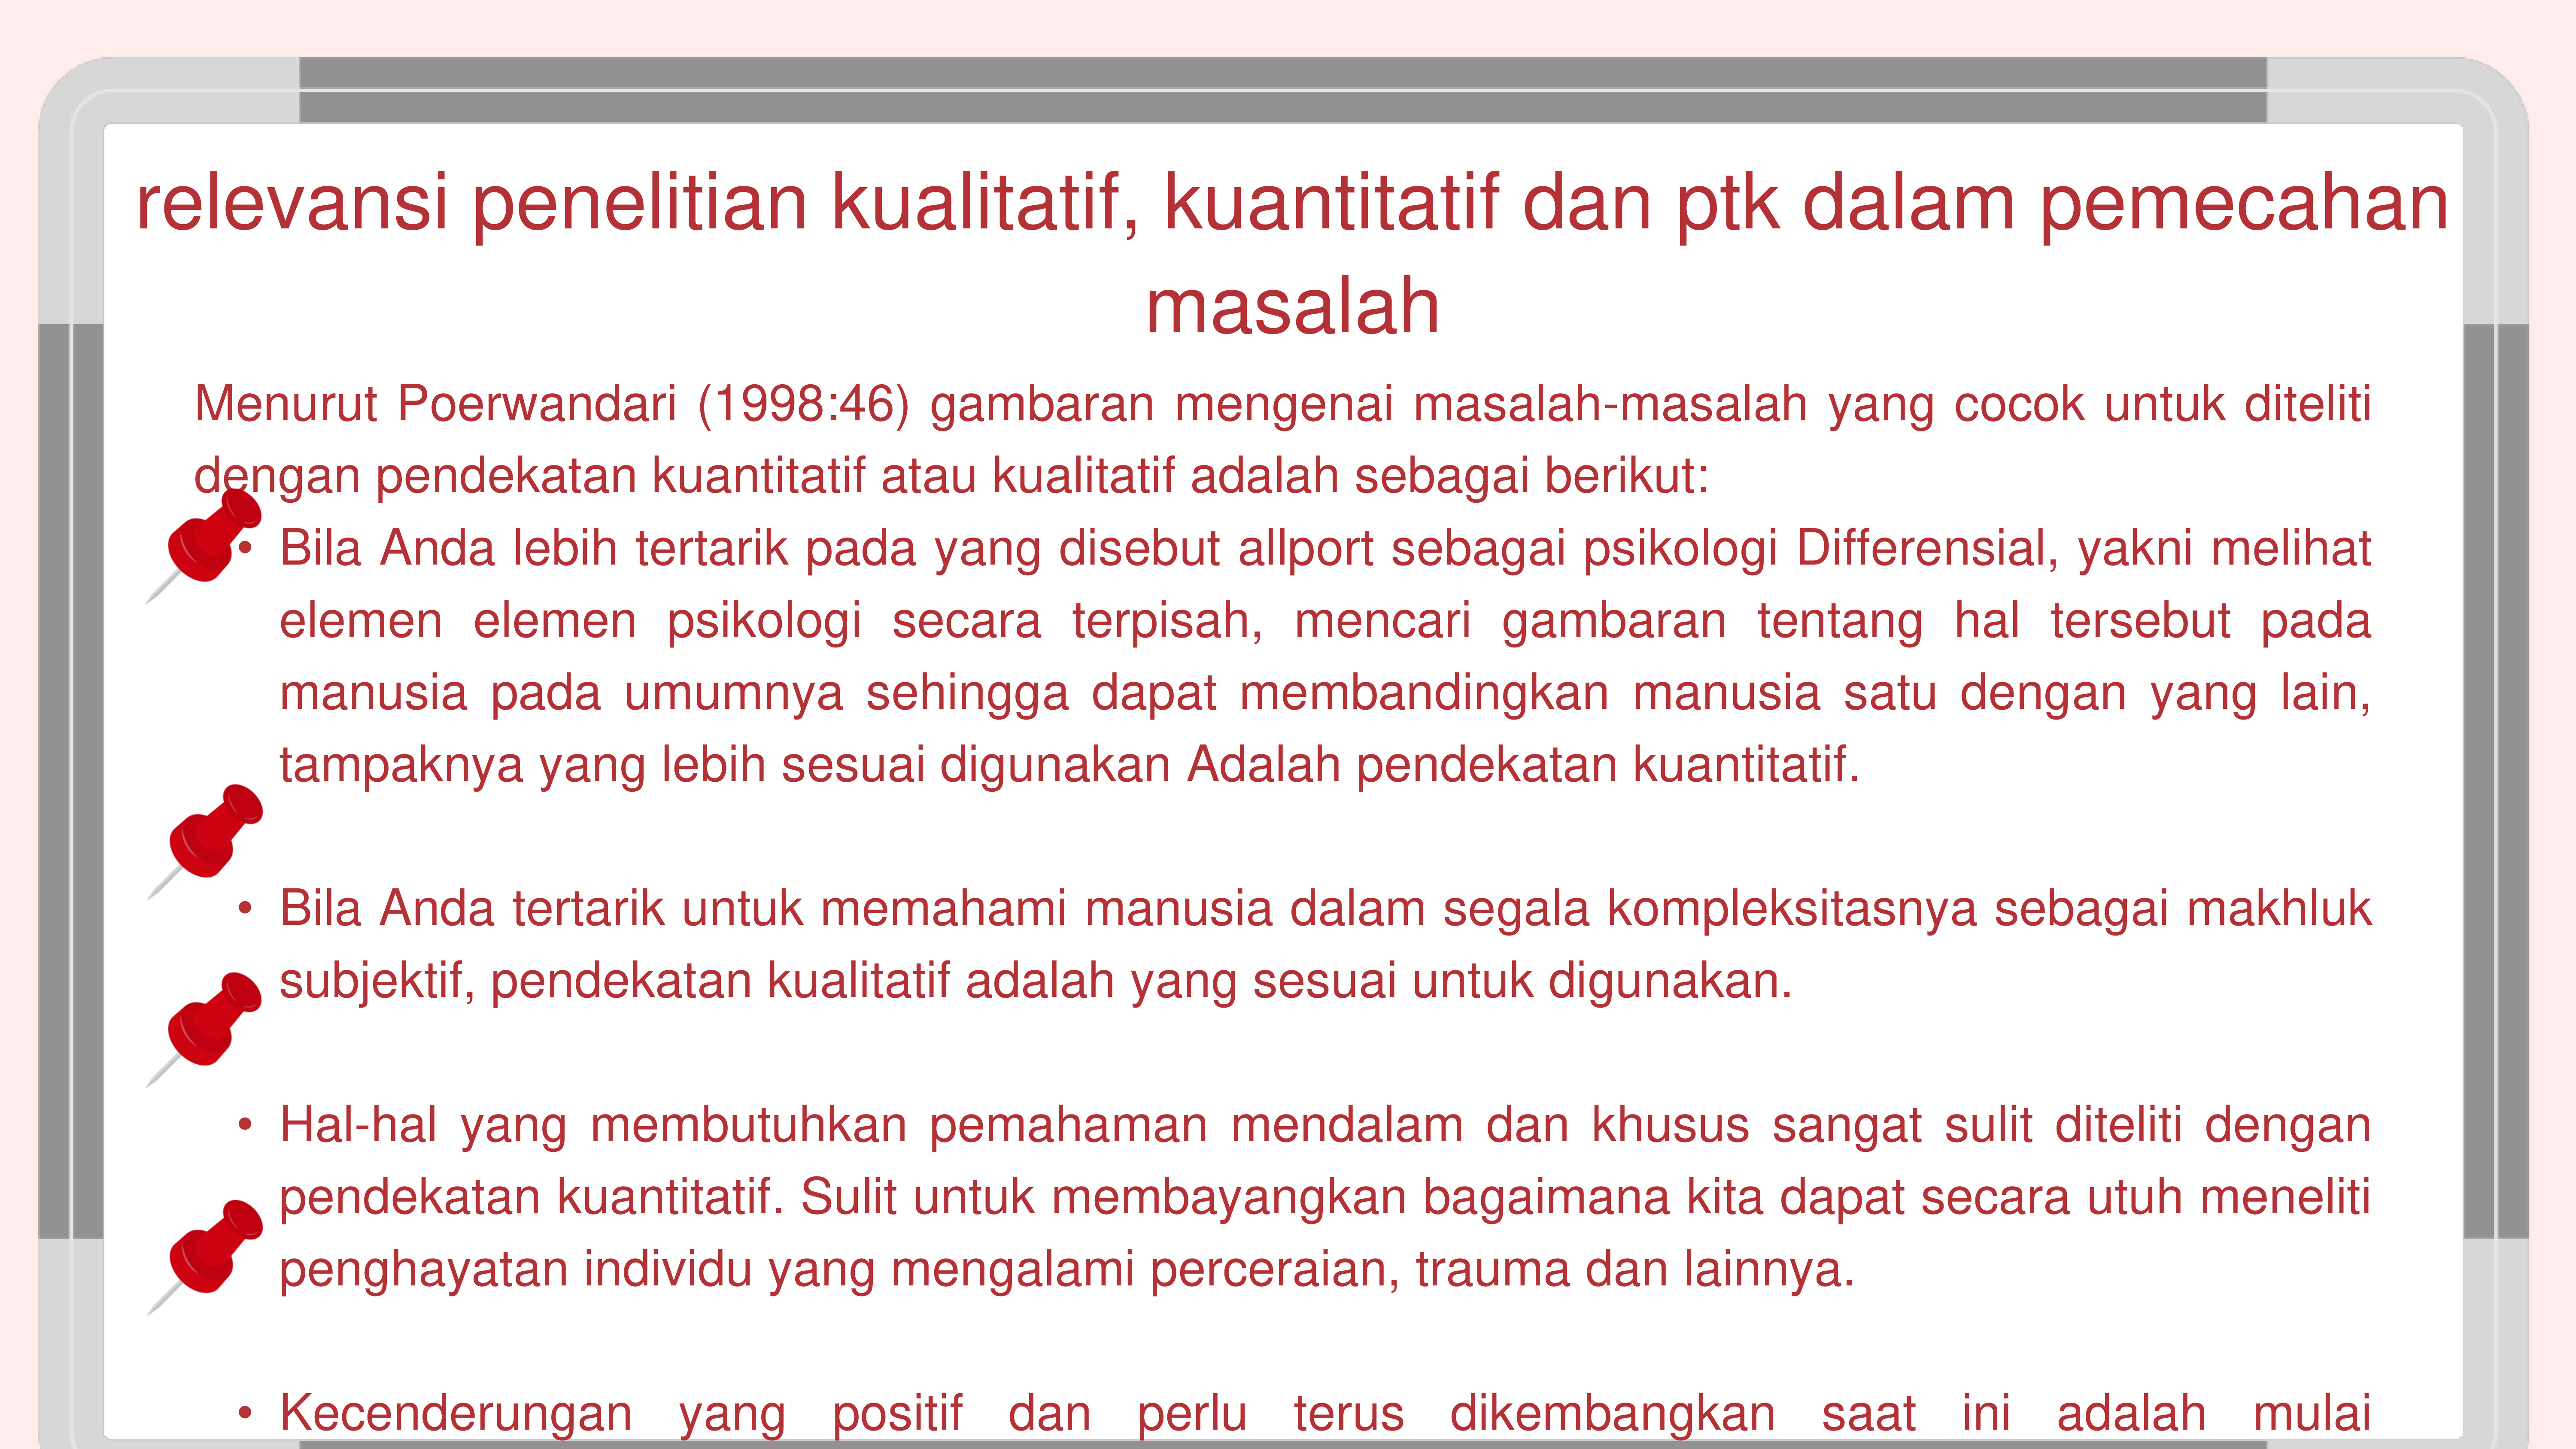 relevansi penelitian kualitatif, kuantitatif dan ptk dalam pemecahan
masalah
Menurut Poerwandari (1998:46) gambaran mengenai masalah-masalah yang cocok untuk diteliti
dengan pendekatan kuantitatif atau kualitatif adalah sebagai berikut:
• Bila Anda lebih tertarik pada yang disebut allport sebagai psikologi Differensial, yakni melihat
elemen elemen psikologi secara terpisah, mencari gambaran tentang hal tersebut pada
manusia pada umumnya sehingga dapat membandingkan manusia satu dengan yang lain,
tampaknya yang lebih sesuai digunakan Adalah pendekatan kuantitatif.
• Bila Anda tertarik untuk memahami manusia dalam segala kompleksitasnya sebagai makhluk
subjektif, pendekatan kualitatif adalah yang sesuai untuk digunakan.
• Hal-hal yang membutuhkan pemahaman mendalam dan khusus sangat sulit diteliti dengan
pendekatan kuantitatif. Sulit untuk membayangkan bagaimana kita dapat secara utuh meneliti
penghayatan individu yang mengalami perceraian, trauma dan lainnya.
• Kecenderungan yang positif dan perlu terus dikembangkan saat ini adalah mulai